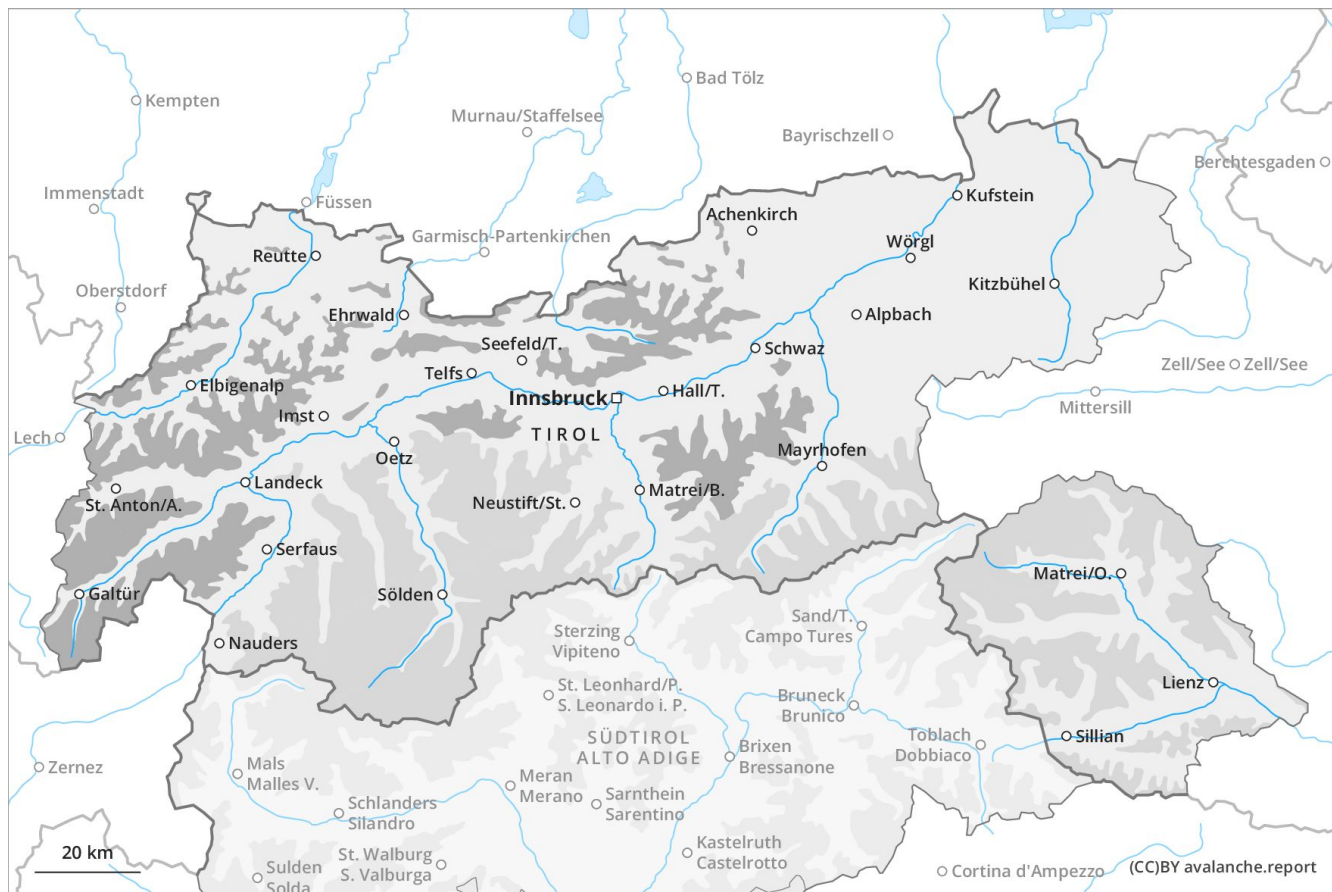 Kempten
Bad Tölz
Murnau/Staffelsee
Bayrischzell
Berchtesgaden
Immenstadt
Füssen
Kufstein
Achenkirch
Garmisch-Partenkirchen
Wörgl
Reutte
Kitzbühel
Oberstdorf
Ehrwald
Alpbach
Seefeld/T.
Schwaz
Zell/See
Zell/See
Telfs
Elbigenalp
Hall/T.
Innsbruck
Mittersill
Imst
TIROL
Lech
Mayrhofen
Oetz
Landeck
Matrei/B.
St. Anton/A.
Neustift/St.
Serfaus
Matrei/O.
Galtür
Sölden
Sand/T.
Campo Tures
Sterzing
Vipiteno
Nauders
Lienz
St. Leonhard/P.
S. Leonardo i. P.
Bruneck
Brunico
SÜDTIROL
ALTO ADIGE
Toblach
Dobbiaco
Sillian
Brixen
Bressanone
Zernez
Mals
Malles V.
Meran
Merano
Sarnthein
Sarentino
Schlanders
Silandro
Kastelruth
Castelrotto
20 km
St. Walburg
S. Valburga
Sulden
Solda
Cortina d'Ampezzo
(CC)BY avalanche.report